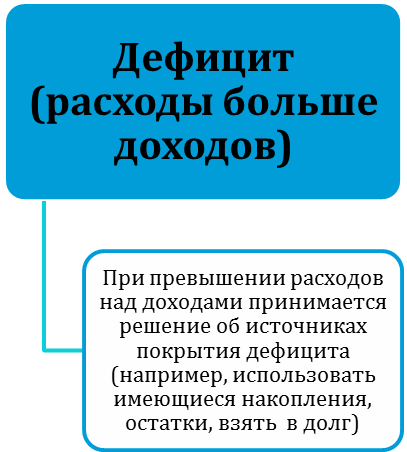 Дефицит
(расходы больше
доходов)
При превышении расходов
над доходами принимается
решение об источниках
покрытия дефицита
(например, использовать
имеющиеся накопления,
остатки, взять в долг)